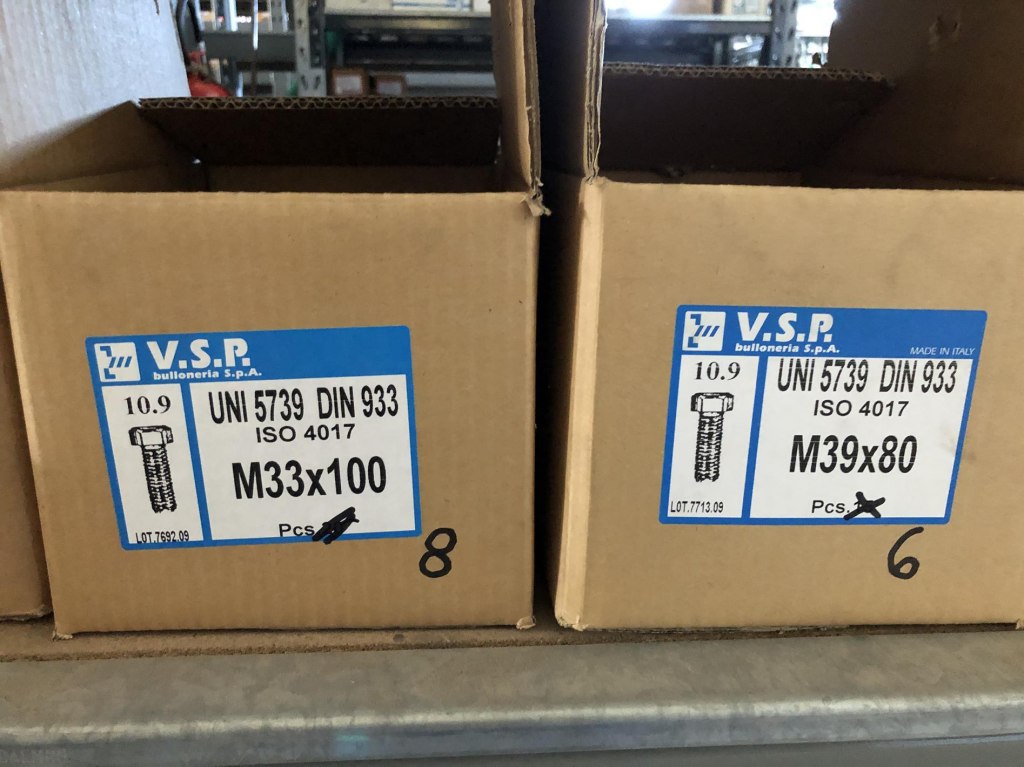 V.S.P.
bulloneria S.p.A.
10.9
UNI 5739 DIN 933
ISO 4017
M33x100
LOT.7692.09
Pcs.
8
V.S.P.
bulloneria S.p.A.
MADE IN ITALY
10.9
UNI 5739 DIN 933
ISO 4017
M39x80
LOT.7713.09
Pcs.
6